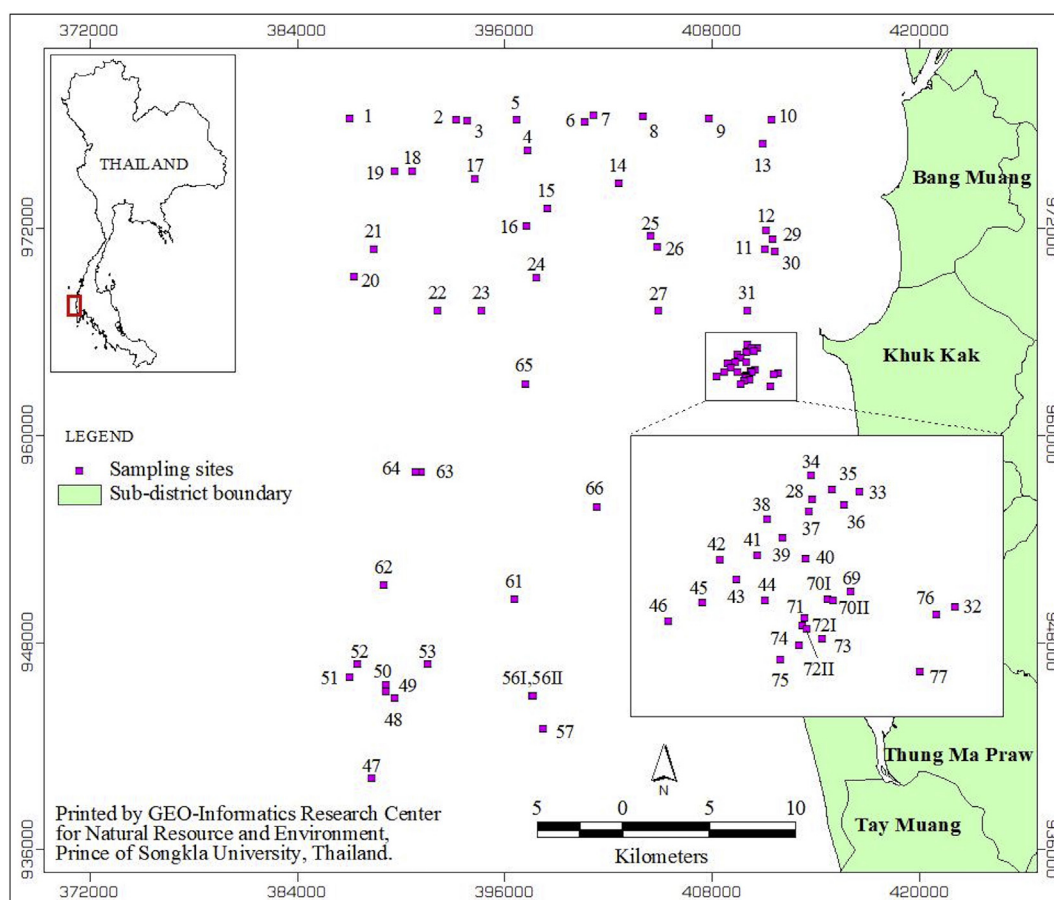 372000 384000 396000 408000 420000
1 2 3 5 4 6 7 8 9 10
13
THAILAND
19 18 17 14
15
Bang Muang
972000 972000
21 16 25 26 12 29
11 30
20 24
22 23 27 31
Khuk Kak
65
960000 960000
LEGEND
Sampling sites
Sub-district boundary
64 63
66
34 35 33
28 36
38 37
41 39 40
42
43 44 70I 69
45 70II
46 71 72I
76 32
74 73
75 72II
77
62 61
948000 948000
52 53
51 50 49
48
56I,56II
57
47
Thung Ma Praw
N
Printed by GEO-Informatics Research Center
for Natural Resource and Environment,
Prince of Songkla University, Thailand.
5 0 5 10
Kilometers
Tay Muang
936000 936000
372000 384000 396000 408000 420000